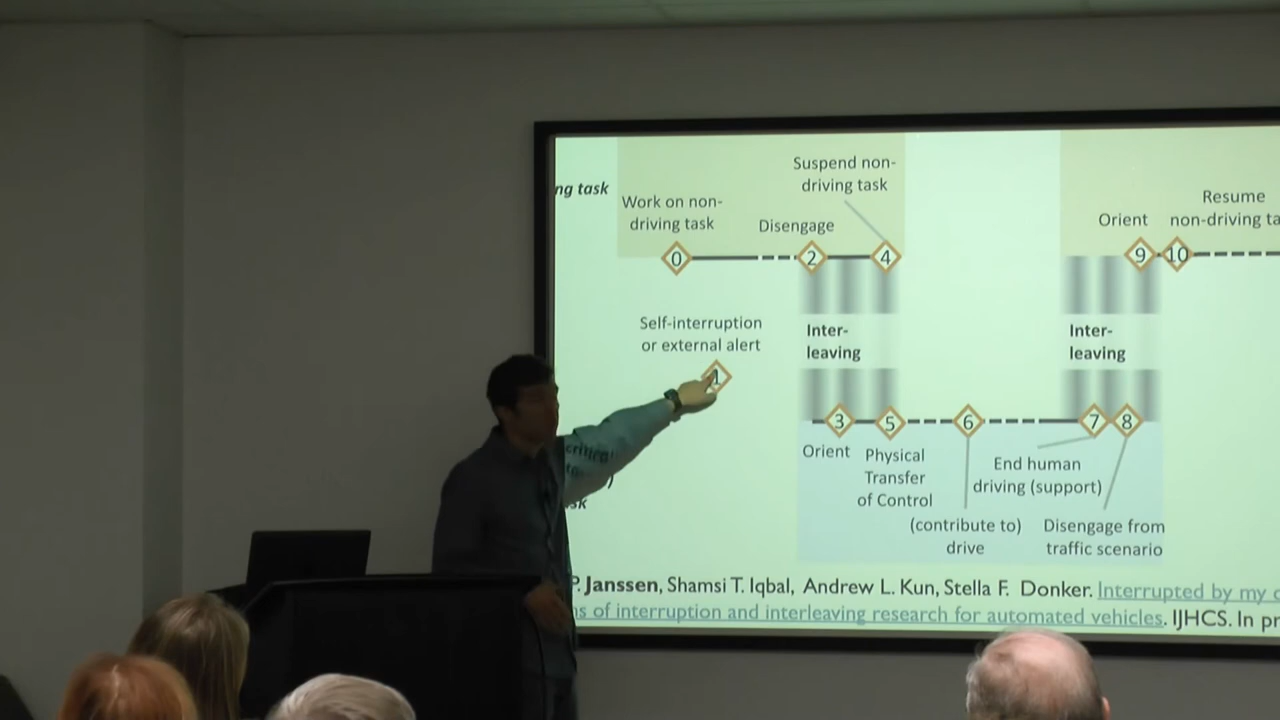 Suspend non-
driving task
ng task
Work on non-
driving task
Disengage
Resume
non-driving ta
Orient
0
2
4
9
10
Self-interruption
or external alert
1
Inter-
leaving
Inter-
leaving
3
5
6
7
8
Orient
Physical
Transfer
of Control
(contribute to)
drive
End human
driving (support)
Disengage from
traffic scenario
critical
sk
P. Janssen, Shamsi T. Iqbal, Andrew L. Kun, Stella F. Donker. Interrupted by my c
ns of interruption and interleaving research for automated vehicles. IJHCS. In pr